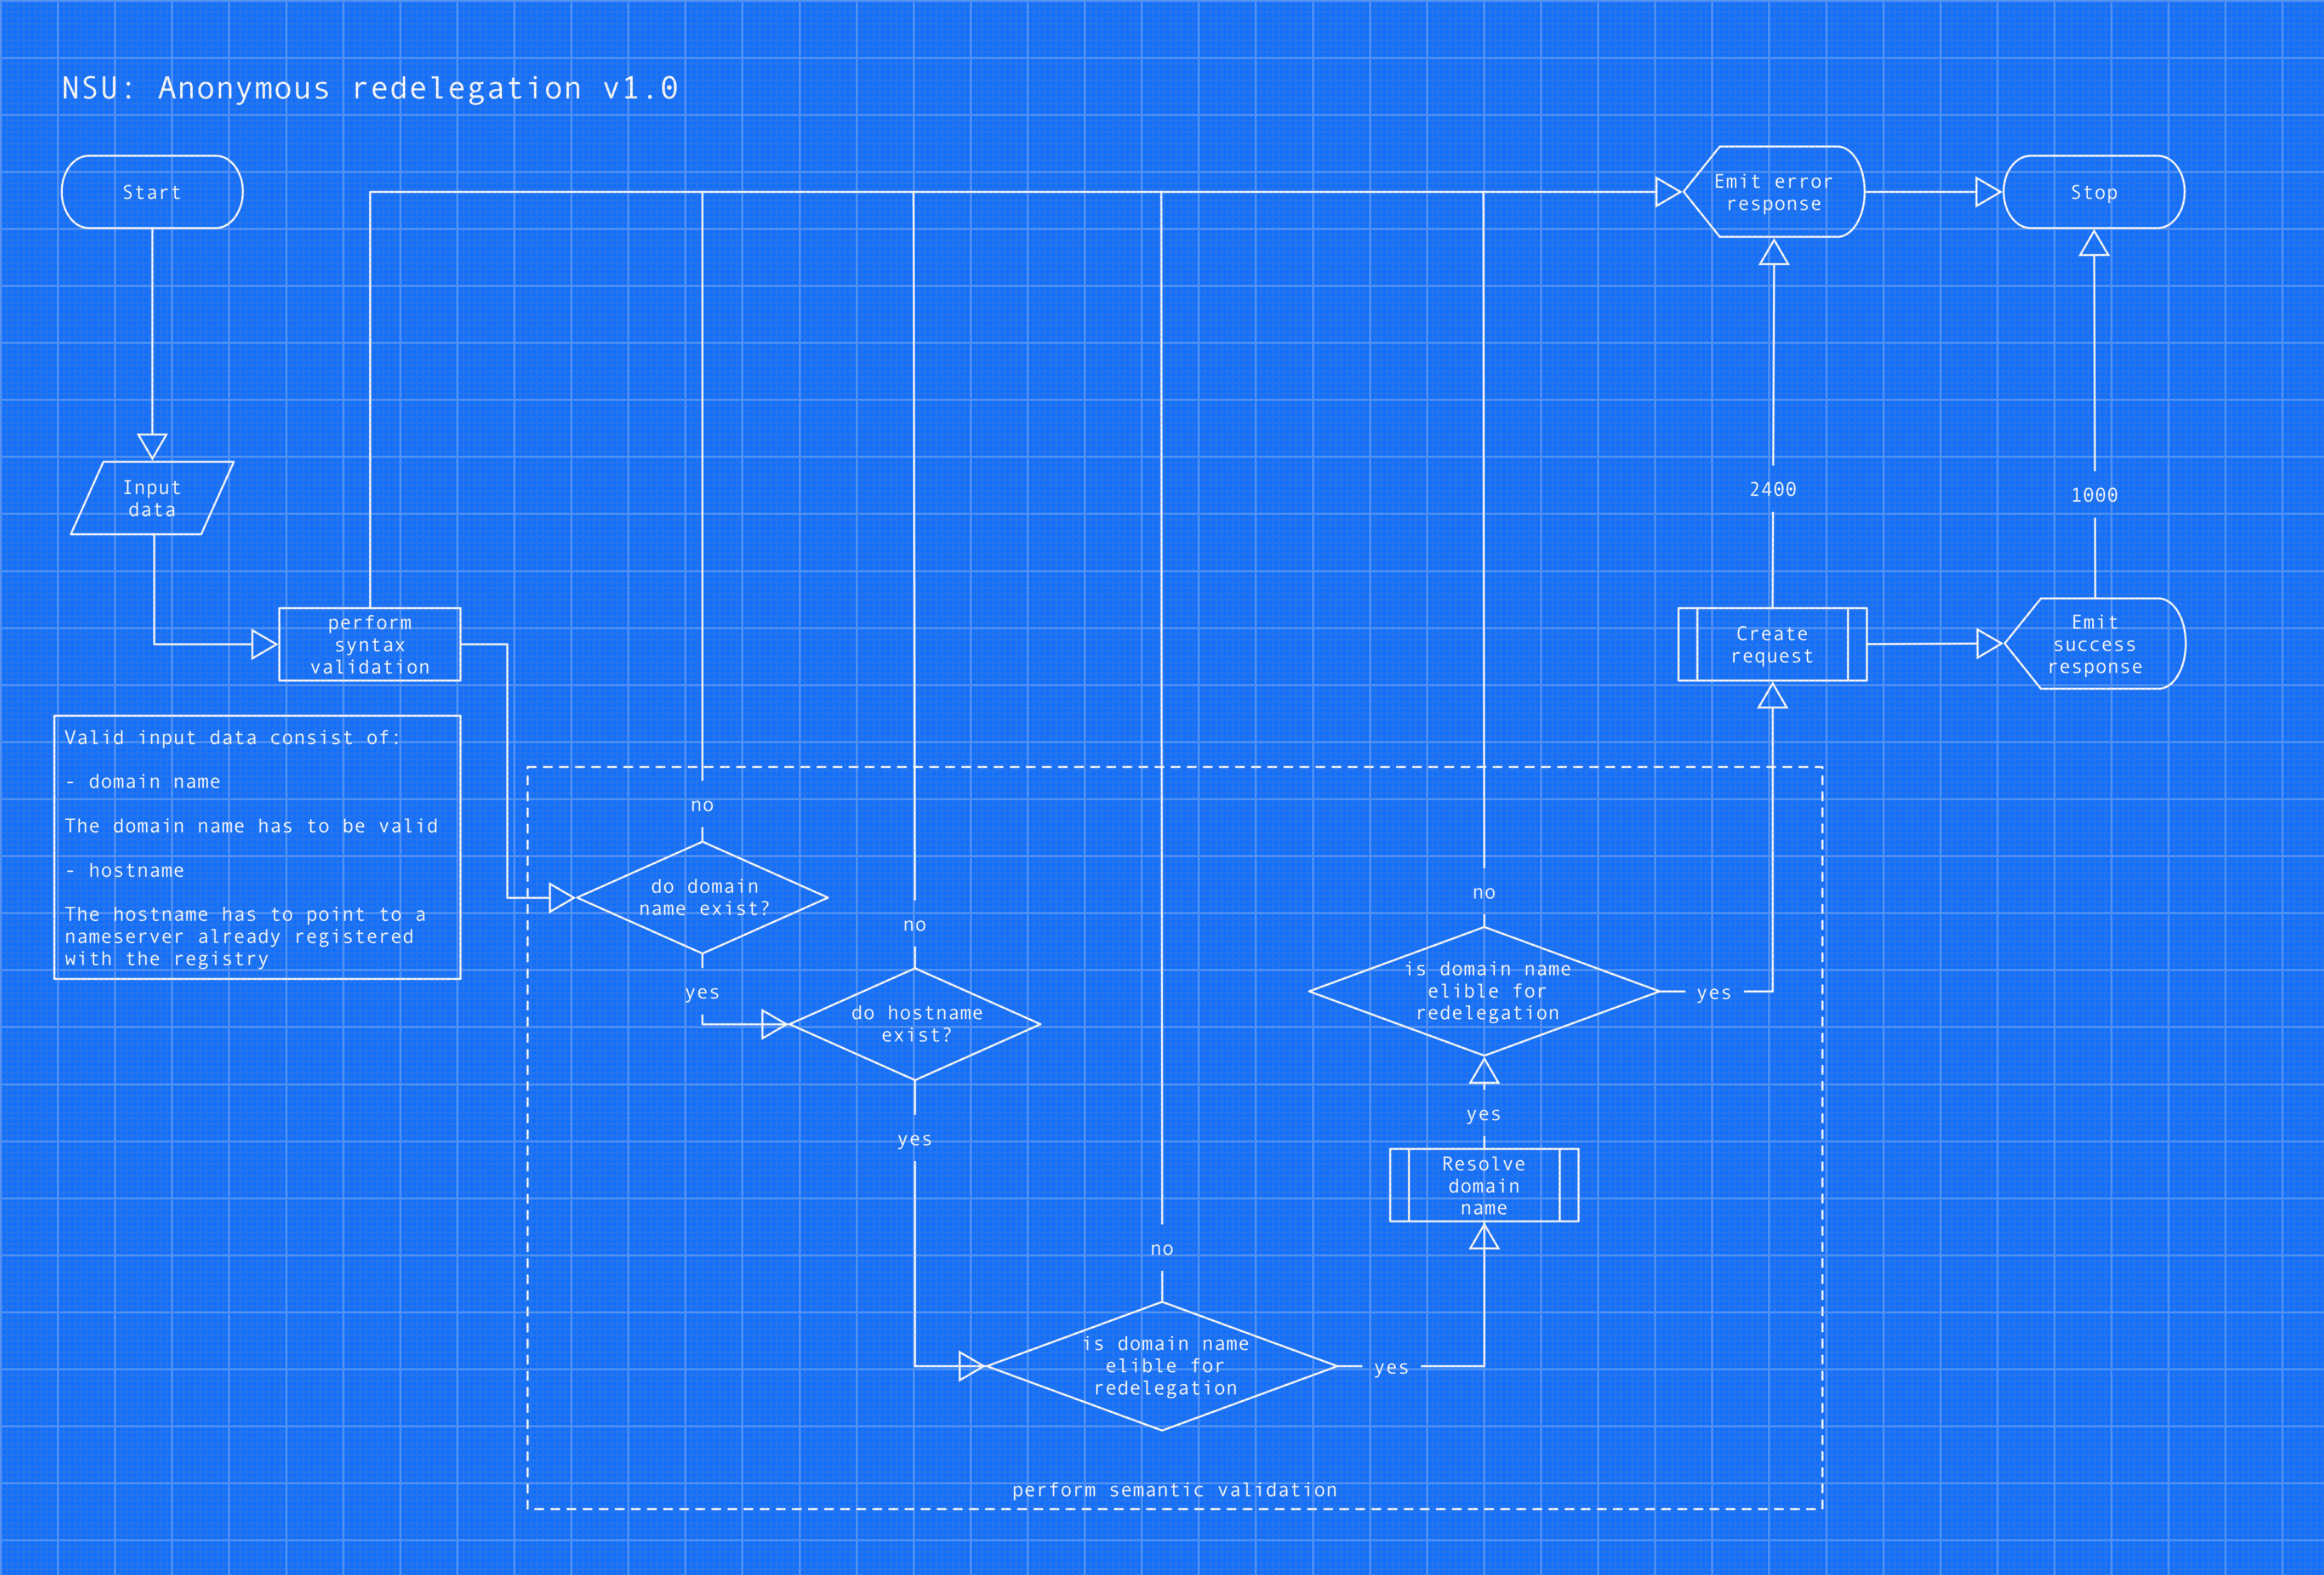 NSU: Anonymous redelegation v1.0
Start
Emit error
response
Stop
Input
data
2400
1000
perform
syntax
validation
Create
request
Emit
success
response
Valid input data consist of:
- domain name
The domain name has to be valid
- hostname
The hostname has to point to a
nameserver already registered
with the registry
no
do domain
name exist?
yes
no
do hostname
exist?
yes
no
is domain name
elible for
redelegation
yes
Resolve
domain
name
yes
no
is domain name
elible for
redelegation
yes
perform semantic validation